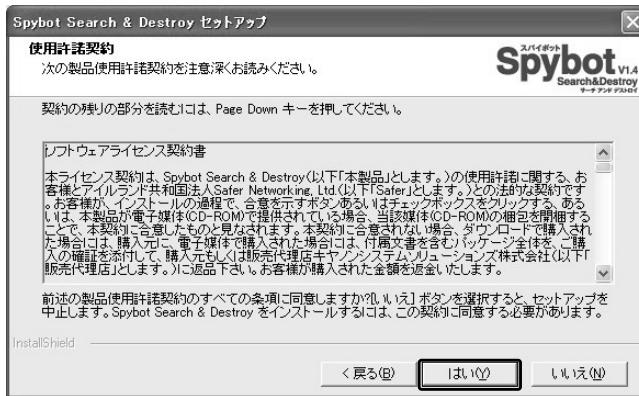 Spybot Search & Destroy セットアップ
使用許諾契約
次の製品使用許諾契約を注意深くお読みください。
スパイボット
Spybot V1.4
Search&Destroy
サーチ アンド デストロイ
契約の残りの部分を読むには、Page Down キーを押してください。
ソフトウェアライセンス契約書
本ライセンス契約は、Spybot Search & Destroy(以下「本製品」とします。)の使用許諾に関する、お
客様とアイルランド共和国法人Safer Networking, Ltd.(以下「Safer」とします。)との法的な契約です
。お客様が、インストールの過程で、合意を示すボタンあるいはチェックボックスをクリックする、ある
いは、本製品が電子媒体(CD-ROM)で提供されている場合、当該媒体(CD-ROM)の梱包を開梱する
ことで、本契約に合意したものと見なされます。本契約に合意されない場合、ダウンロードで購入され
た場合には、購入元に、電子媒体で購入された場合には、付属文書を含むパッケージ全体を、ご購
入の確証を添付して、購入元もしくは販売代理店キヤノンシステムソリューションズ株式会社(以下「
販売代理店」とします。)に返品下さい。お客様が購入された金額を返金いたします。
前述の製品使用許諾契約のすべての条項に同意しますか?[いいえ] ボタンを選択すると、セットアップを
中止します。Spybot Search & Destroy をインストールするには、この契約に同意する必要があります。
InstallShield
< 戻る(B)
はい(Y)
いいえ(N)